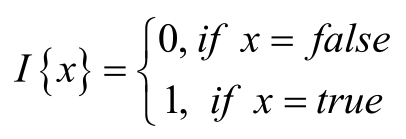 I{x} = {0, if x = false
1, if x = true